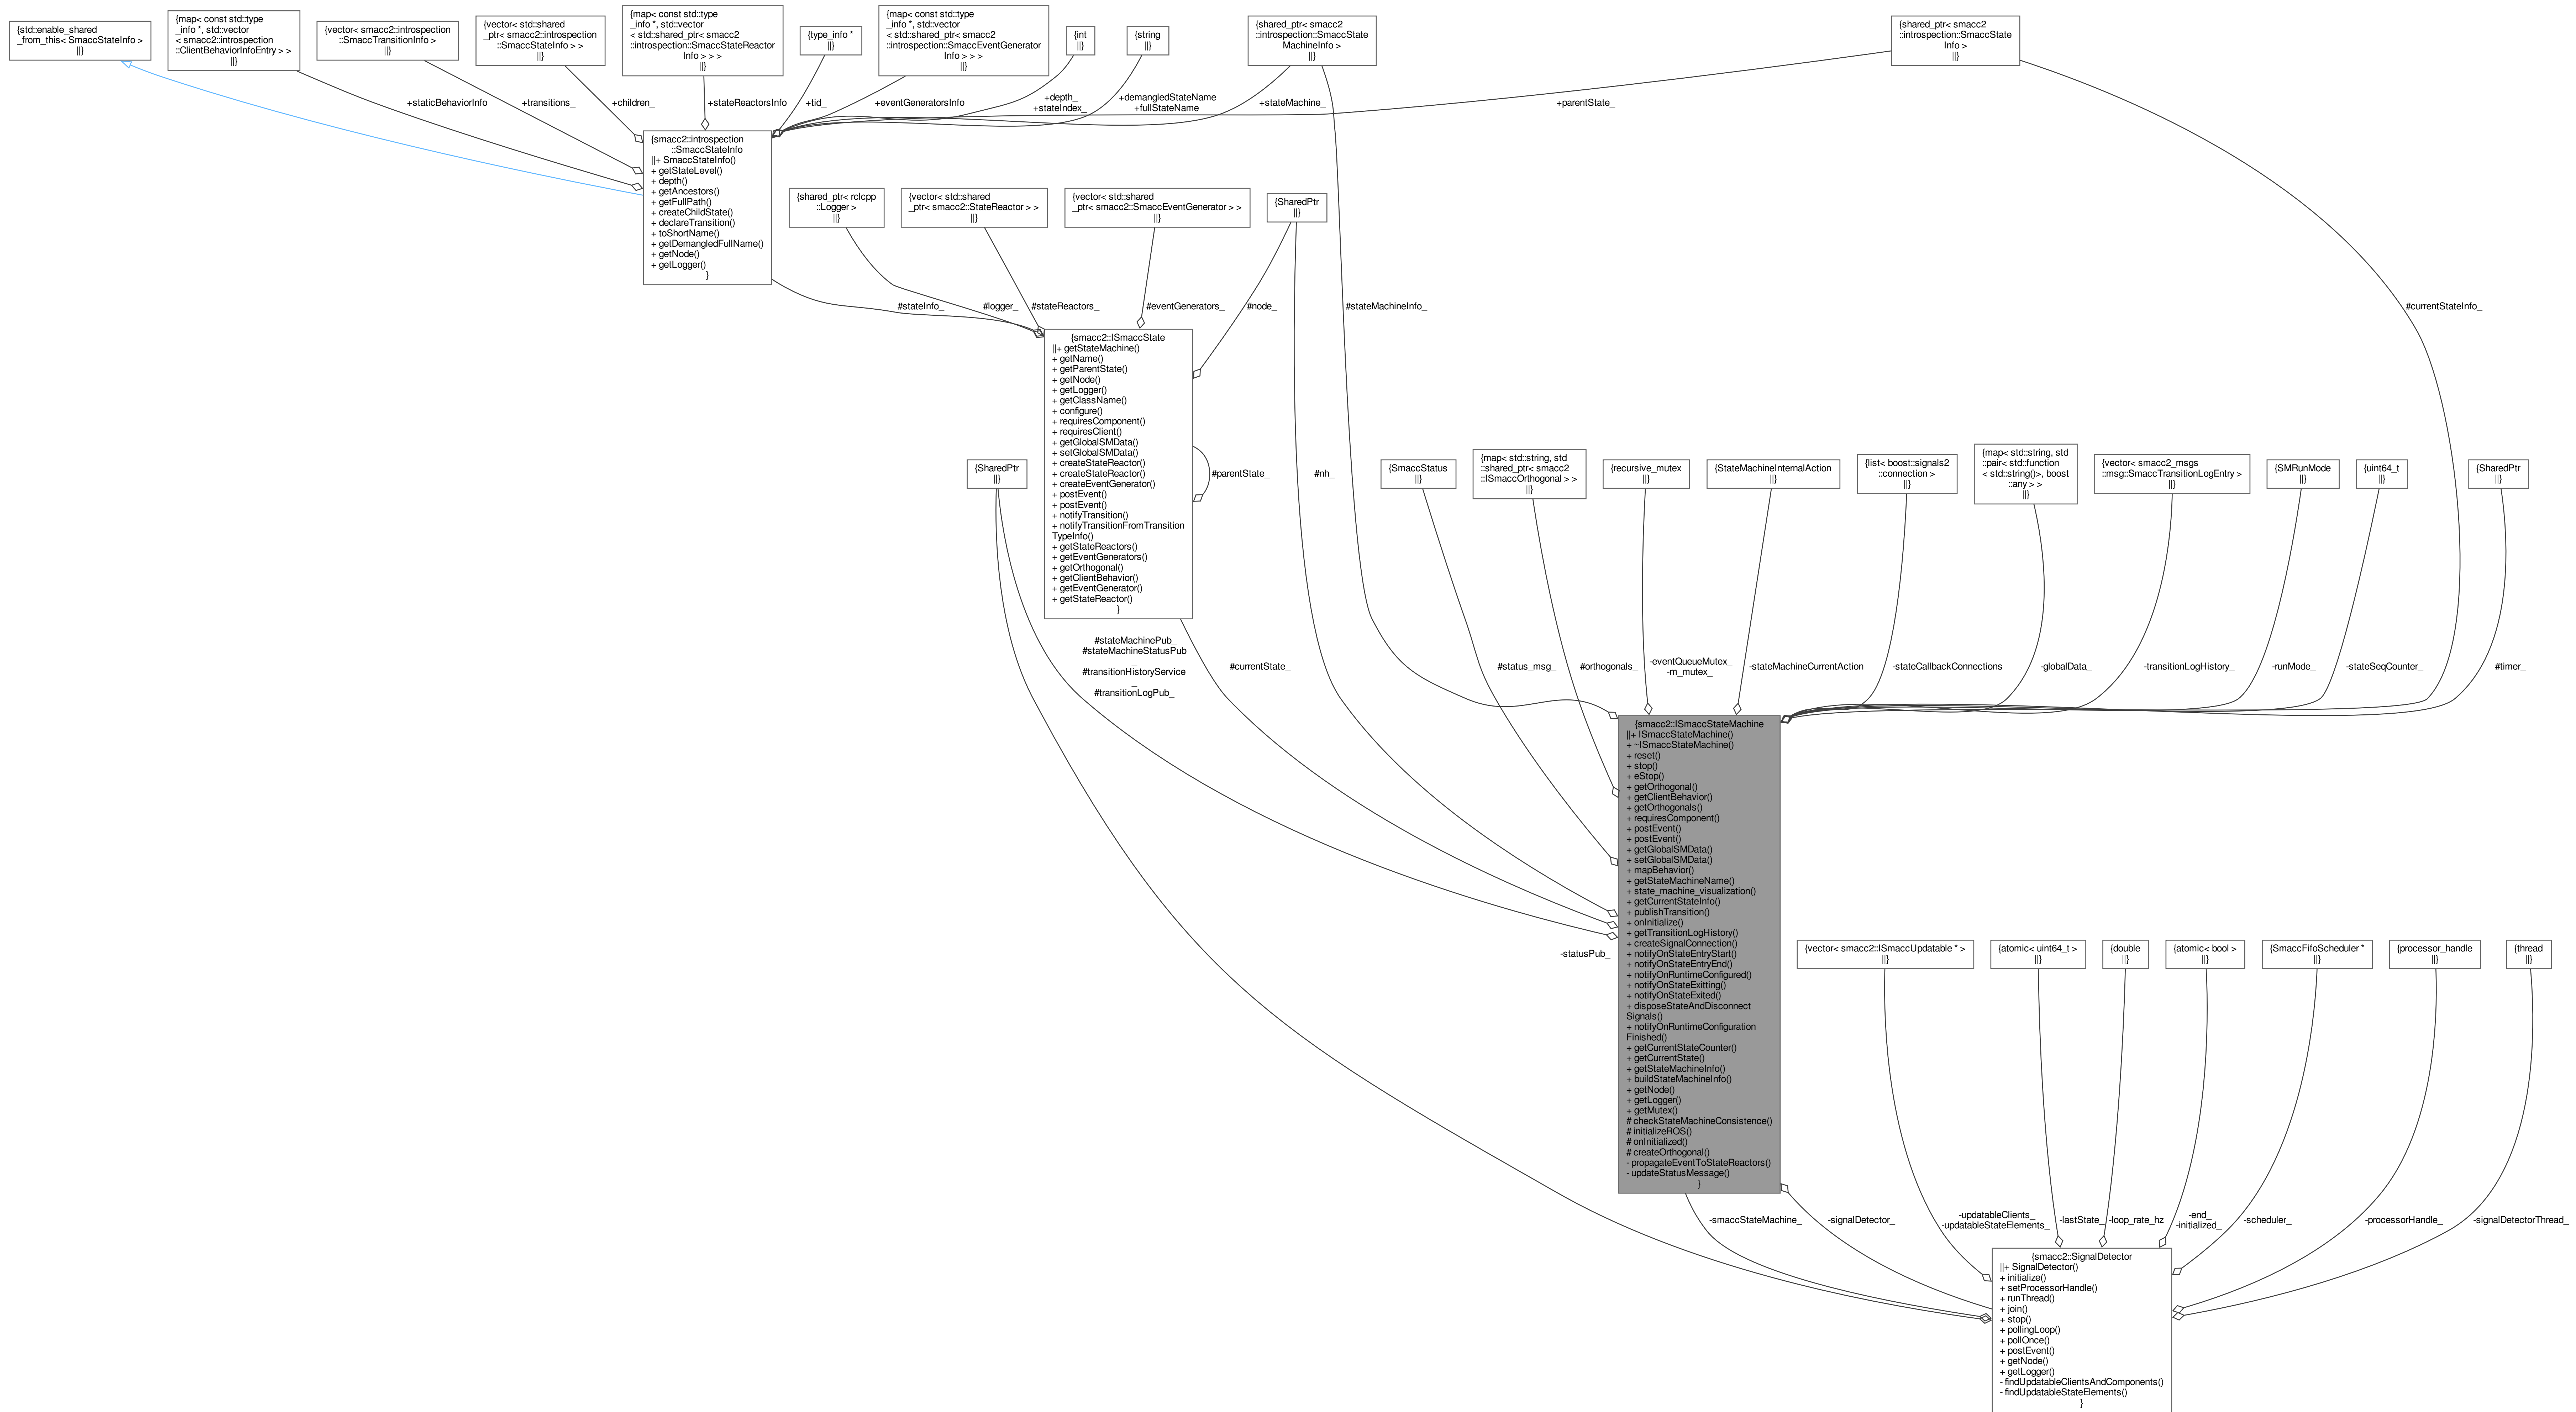 {std::enable_shared
_from_this< SmaccStateInfo >
||}
{map< const std::type
_info *, std::vector
< smacc2::introspection
::ClientBehaviorInfoEntry > >
||}
{vector< smacc2::introspection
::SmaccTransitionInfo >
||}
{vector< std::shared
_ptr< smacc2::introspection
::SmaccStateInfo > >
||}
{map< const std::type
_info *, std::vector
< std::shared_ptr< smacc2
::introspection::SmaccStateReactor
Info > > >
||}
{type_info *
||}
{map< const std::type
_info *, std::vector
< std::shared_ptr< smacc2
::introspection::SmaccEventGenerator
Info > > >
||}
{int
||}
{string
||}
{shared_ptr< smacc2
::introspection::SmaccState
MachineInfo >
||}
{shared_ptr< smacc2
::introspection::SmaccState
Info >
||}
+staticBehaviorInfo
+transitions_
+children_
+stateReactorsInfo
+tid_
+eventGeneratorsInfo
+depth_
+stateIndex_
+demangledStateName
+fullStateName
+stateMachine_
+parentState_
{smacc2::introspection
::SmaccStateInfo
||+ SmaccStateInfo()
+ getStateLevel()
+ depth()
+ getAncestors()
+ getFullPath()
+ createChildState()
+ declareTransition()
+ toShortName()
+ getDemangledFullName()
+ getNode()
+ getLogger()
}
{shared_ptr< rclcpp
::Logger >
||}
{vector< std::shared
_ptr< smacc2::StateReactor > >
||}
{vector< std::shared
_ptr< smacc2::SmaccEventGenerator > >
||}
{SharedPtr
||}
#stateInfo_
#logger_
#stateReactors_
#eventGenerators_
#node_
#stateMachineInfo_
#currentStateInfo_
{smacc2::ISmaccState
||+ getStateMachine()
+ getName()
+ getParentState()
+ getNode()
+ getLogger()
+ getClassName()
+ configure()
+ requiresComponent()
+ requiresClient()
+ getGlobalSMData()
+ setGlobalSMData()
+ createStateReactor()
+ createStateReactor()
+ createEventGenerator()
+ postEvent()
+ postEvent()
+ notifyTransition()
+ notifyTransitionFromTransition
TypeInfo()
+ getStateReactors()
+ getEventGenerators()
+ getOrthogonal()
+ getClientBehavior()
+ getEventGenerator()
+ getStateReactor()
}
#parentState_
{SharedPtr
||}
#nh_
{SmaccStatus
||}
{map< std::string, std
::shared_ptr< smacc2
::ISmaccOrthogonal > >
||}
{recursive_mutex
||}
{StateMachineInternalAction
||}
{list< boost::signals2
::connection >
||}
{map< std::string, std
::pair< std::function
< std::string()>, boost
::any > >
||}
{vector< smacc2_msgs
::msg::SmaccTransitionLogEntry >
||}
{SMRunMode
||}
{uint64_t
||}
{SharedPtr
||}
#stateMachinePub_
#stateMachineStatusPub
_
#transitionHistoryService
_
#transitionLogPub_
#currentState_
#status_msg_
#orthogonals_
-eventQueueMutex_
-m_mutex_
-stateMachineCurrentAction
-stateCallbackConnections
-globalData_
-transitionLogHistory_
-runMode_
-stateSeqCounter_
#timer_
{smacc2::ISmaccStateMachine
||+ ISmaccStateMachine()
+ ~ISmaccStateMachine()
+ reset()
+ stop()
+ eStop()
+ getOrthogonal()
+ getClientBehavior()
+ getOrthogonals()
+ requiresComponent()
+ postEvent()
+ postEvent()
+ getGlobalSMData()
+ setGlobalSMData()
+ mapBehavior()
+ getStateMachineName()
+ state_machine_visualization()
+ getCurrentStateInfo()
+ publishTransition()
+ onInitialize()
+ getTransitionLogHistory()
+ createSignalConnection()
+ notifyOnStateEntryStart()
+ notifyOnStateEntryEnd()
+ notifyOnRuntimeConfigured()
+ notifyOnStateExitting()
+ notifyOnStateExited()
+ disposeStateAndDisconnect
Signals()
+ notifyOnRuntimeConfiguration
Finished()
+ getCurrentStateCounter()
+ getCurrentState()
+ getStateMachineInfo()
+ buildStateMachineInfo()
+ getNode()
+ getLogger()
+ getMutex()
# checkStateMachineConsistence()
# initializeROS()
# onInitialized()
# createOrthogonal()
- propagateEventToStateReactors()
- updateStatusMessage()
}
-statusPub_
{vector< smacc2::ISmaccUpdatable * >
||}
{atomic< uint64_t >
||}
{double
||}
{atomic< bool >
||}
{SmaccFifoScheduler *
||}
{processor_handle
||}
{thread
||}
-smaccStateMachine_
-signalDetector_
-updatableClients_
-updatableStateElements_
-lastState_
-loop_rate_hz
-end_
-initialized_
-scheduler_
-processorHandle_
-signalDetectorThread_
{smacc2::SignalDetector
||+ SignalDetector()
+ initialize()
+ setProcessorHandle()
+ runThread()
+ join()
+ stop()
+ pollingLoop()
+ pollOnce()
+ postEvent()
+ getNode()
+ getLogger()
- findUpdatableClientsAndComponents()
- findUpdatableStateElements()
}